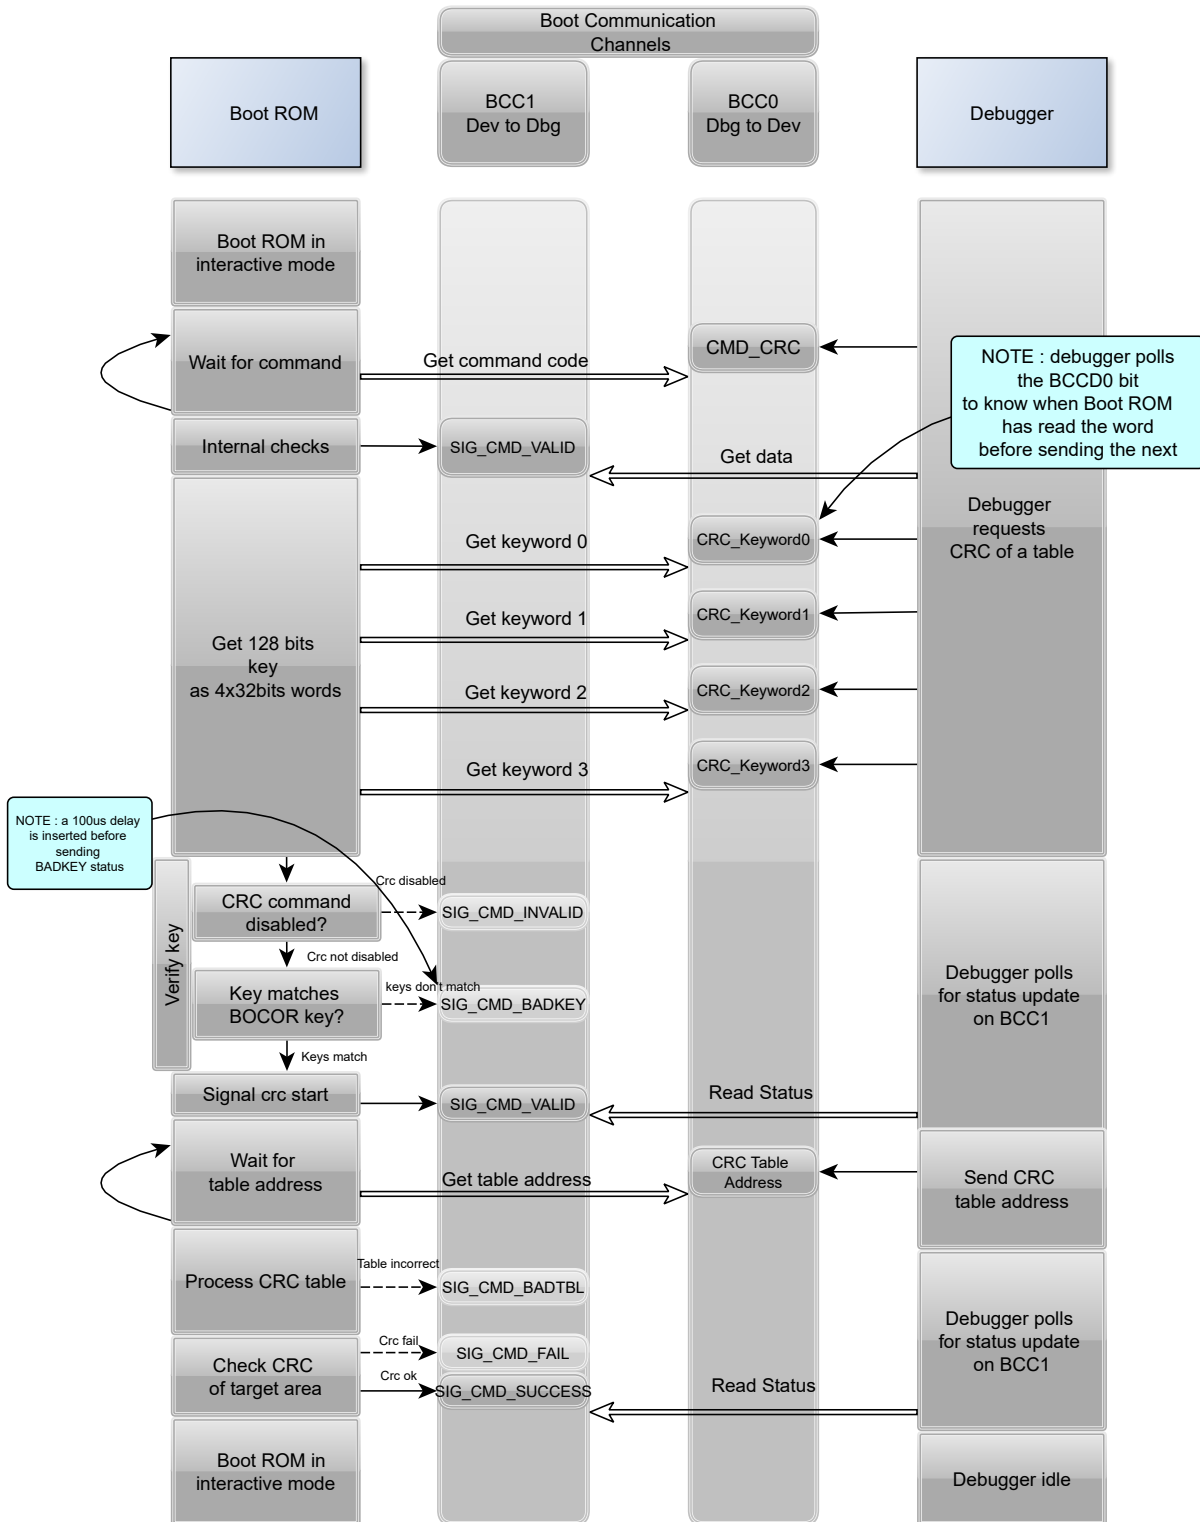 Boot Communication
Channels
Boot ROM
BCC1
Dev to Dbg
BCC0
Dbg to Dev
Debugger
Boot ROM in
interactive mode
Wait for command
Get command code
CMD_CRC
NOTE : debugger polls
the BCCD0 bit
to know when Boot ROM
has read the word
before sending the next
Internal checks
SIG_CMD_VALID
Get data
Debugger
requests
CRC of a table
Get keyword 0
CRC_Keyword0
Get keyword 1
CRC_Keyword1
Get 128 bits
key
as 4x32bits words
Get keyword 2
CRC_Keyword2
Get keyword 3
CRC_Keyword3
NOTE : a 100us delay
is inserted before
sending
BADKEY status
Verify key
CRC command
disabled?
Crc disabled
SIG_CMD_INVALID
Crc not disabled
Key matches
BOCOR key?
keys don't match
SIG_CMD_BADKEY
Debugger polls
for status update
on BCC1
Keys match
Signal crc start
SIG_CMD_VALID
Read Status
Wait for
table address
Get table address
CRC Table
Address
Send CRC
table address
Process CRC table
Table incorrect
SIG_CMD_BADTBL
Debugger polls
for status update
on BCC1
Check CRC
of target area
Crc fail
SIG_CMD_FAIL
Crc ok
SIG_CMD_SUCCESS
Read Status
Boot ROM in
interactive mode
Debugger idle